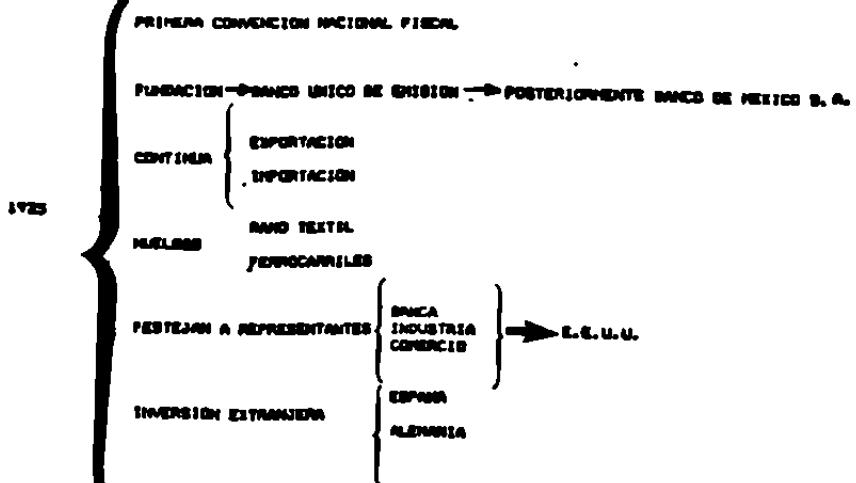 PRIMERA CONVENCION NACIONAL FISCAL
FUNDACION BANCO UNICO DE EMISION POSTERIORMENTE BANCO DE MEXICO S. A.
CONTINUA
EXPORTACION
IMPORTACION
1925
HUELGAS
RAMO TEXTIL
FERROCARRILES
FESTEJAN A REPRESENTANTES
BANCA
INDUSTRIA
COMERCIO
E.E.U.U.
INVERSION EXTRANJERA
ESPANA
ALEMANIA